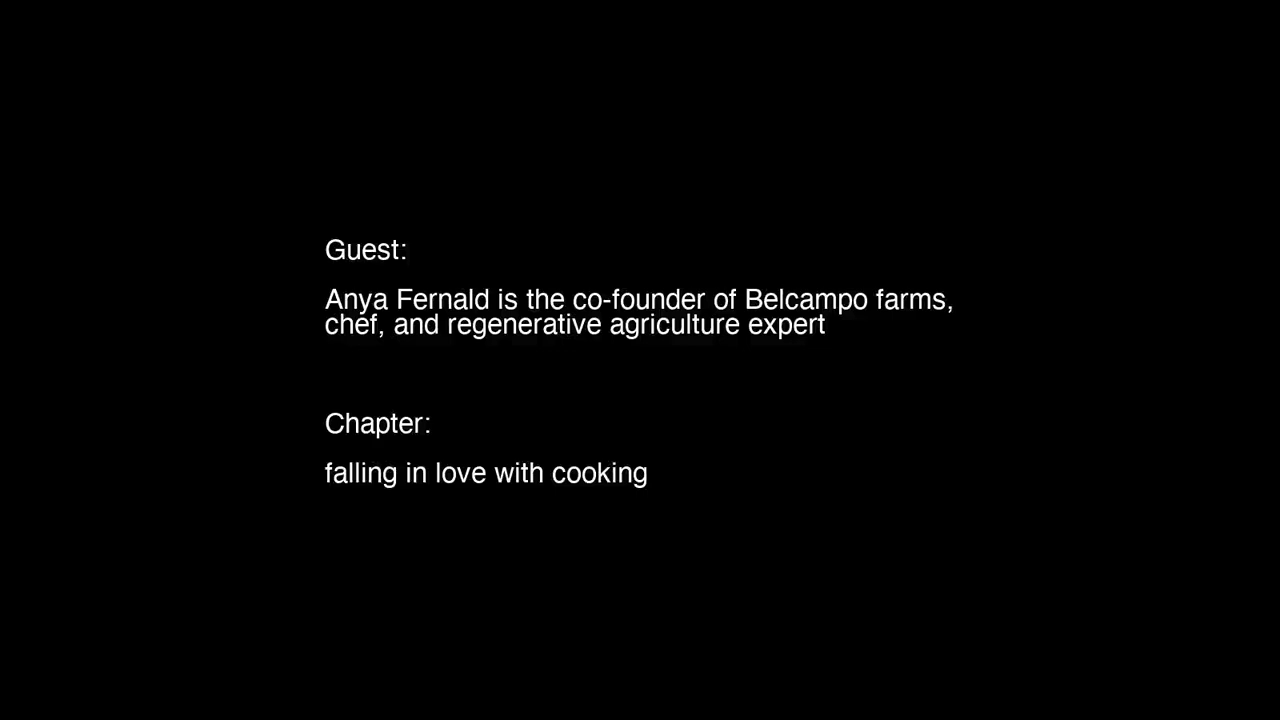 Guest:
Anya Fernald is the co-founder of Belcampo farms,
chef, and regenerative agriculture expert
Chapter:
falling in love with cooking